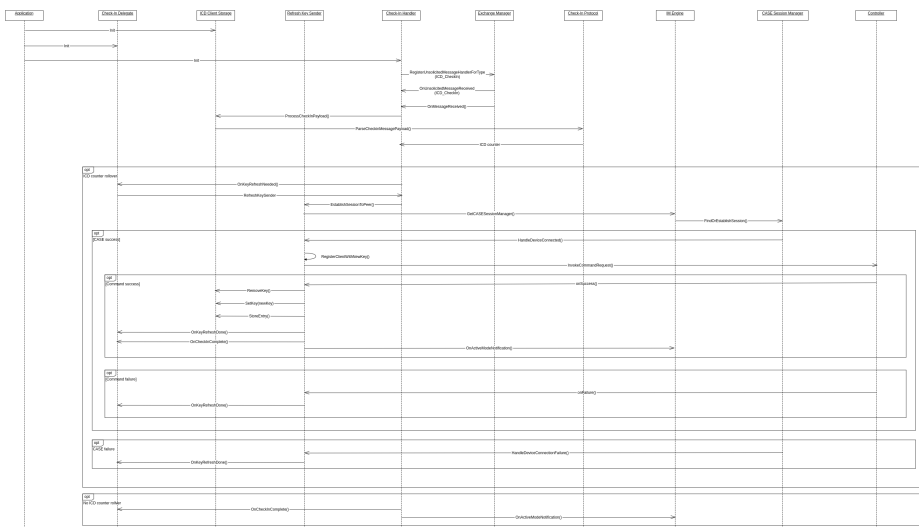 Application
Check-In Delegate
ICD Client Storage
Refresh Key Sender
Check-In Handler
Exchange Manager
Check-In Protocol
IM Engine
CASE Session Manager
Controller
Init
Init
Init
RegisterUnsolicitedMessageHandlerForType
(ICD_CheckIn)
OnUnsolicitedMessageReceived
(ICD_CheckIn)
OnMessageReceived()
ProcessCheckInPayload()
ParseCheckInMessagePayload()
ICD counter
opt
ICD counter rollover
OnKeyRefreshNeeded()
RefreshKeySender
EstablishSessionToPeer()
GetCASESessionManager()
FindOrEstablishSession()
opt
[CASE success]
HandleDeviceConnected()
RegisterClientWithNewKey()
InvokeCommandRequest()
opt
[Command success]
onSuccess()
RemoveKey()
SetKey(newKey)
StoreEntry()
OnKeyRefreshDone()
OnCheckInComplete()
OnActiveModeNotification()
opt
[Command failure]
onFailure()
OnKeyRefreshDone()
opt
[CASE failure
HandleDeviceConnectionFailure()
OnKeyRefreshDone()
opt
No ICD counter rollover
OnCheckInComplete()
OnActiveModeNotification()